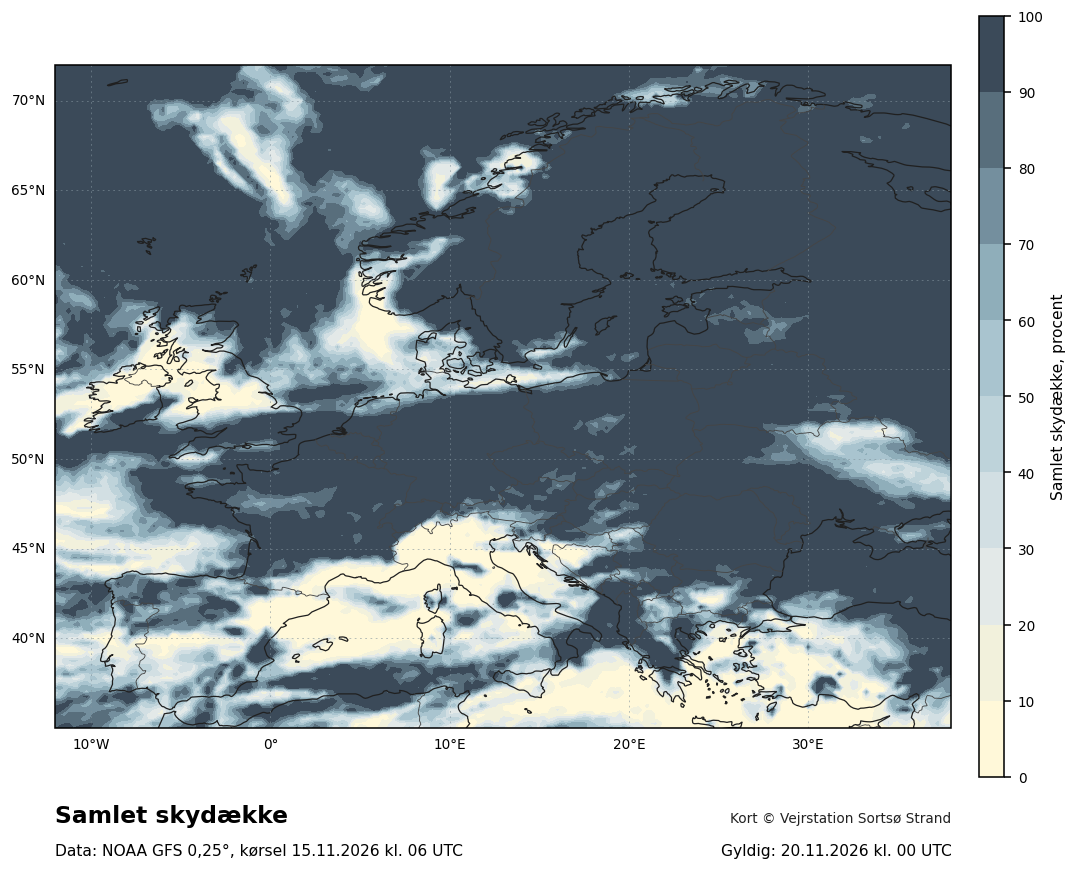 100
90
80
70
60
50
40
30
20
10
0
Samlet skydække, procent
70°N
65°N
60°N
55°N
50°N
45°N
40°N
10°W 0° 10°E 20°E 30°E
Samlet skydække
Kort © Vejrstation Sortsø Strand
Data: NOAA GFS 0,25°, kørsel 15.11.2026 kl. 06 UTC
Gyldig: 20.11.2026 kl. 00 UTC